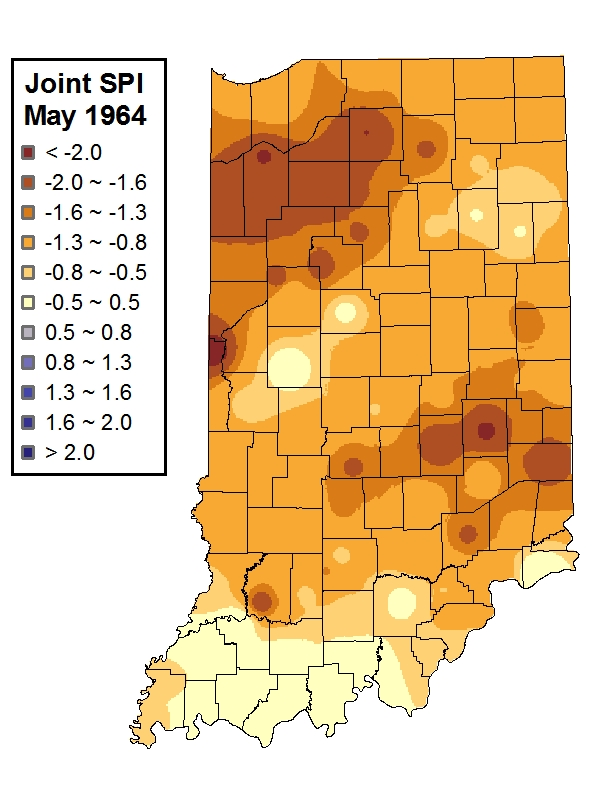 Joint SPI
May 1964
< -2.0
-2.0 ~ -1.6
-1.6 ~ -1.3
-1.3 ~ -0.8
-0.8 ~ -0.5
-0.5 ~ 0.5
0.5 ~ 0.8
0.8 ~ 1.3
1.3 ~ 1.6
1.6 ~ 2.0
> 2.0